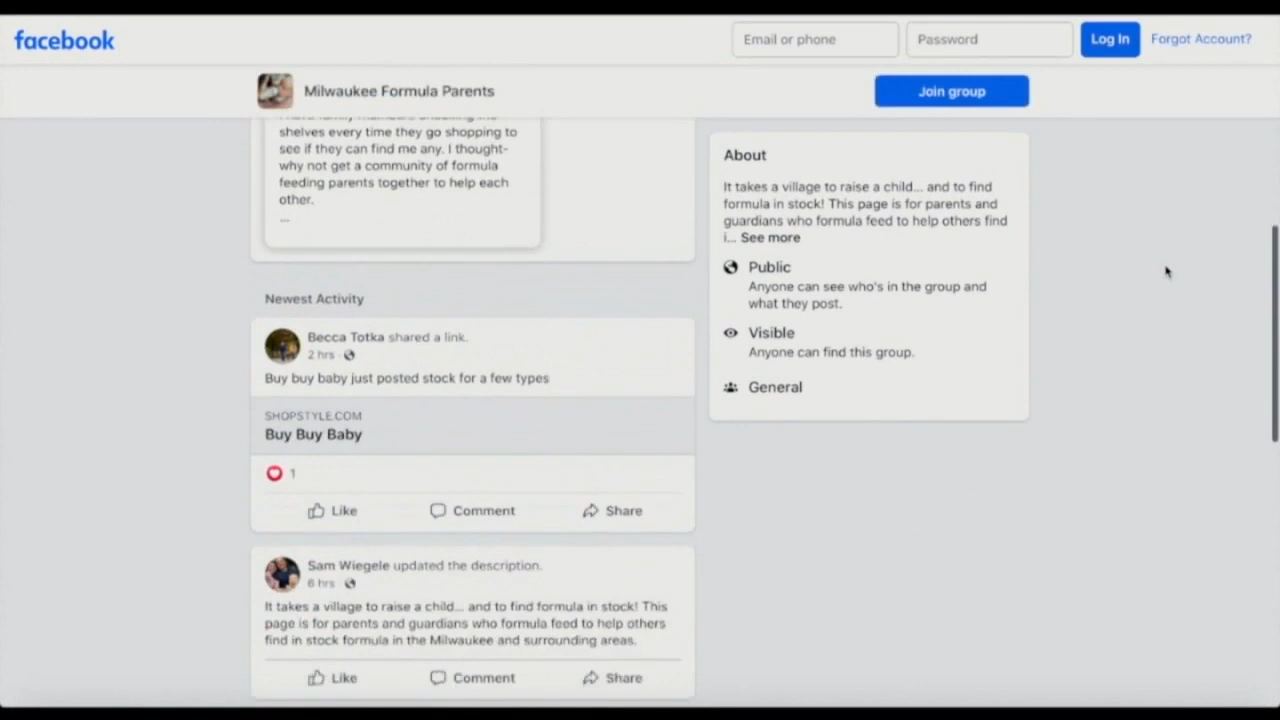 facebook
Email or phone
Password
Log In
Forgot Account?
Milwaukee Formula Parents
Join group
shelves every time they go shopping to
see if they can find me any. I thought-
why not get a community of formula
feeding parents together to help each
other.
...
Newest Activity
Becca Totka shared a link.
2 hrs ·
Buy buy baby just posted stock for a few types
SHOPSTYLE.COM
Buy Buy Baby
1
Like
Comment
Share
Sam Wiegele updated the description.
6 hrs ·
It takes a village to raise a child... and to find formula in stock! This
page is for parents and guardians who formula feed to help others
find in stock formula in the Milwaukee and surrounding areas.
Like
Comment
Share
About
It takes a village to raise a child... and to find
formula in stock! This page is for parents and
guardians who formula feed to help others find
i... See more
Public
Anyone can see who's in the group and
what they post.
Visible
Anyone can find this group.
General